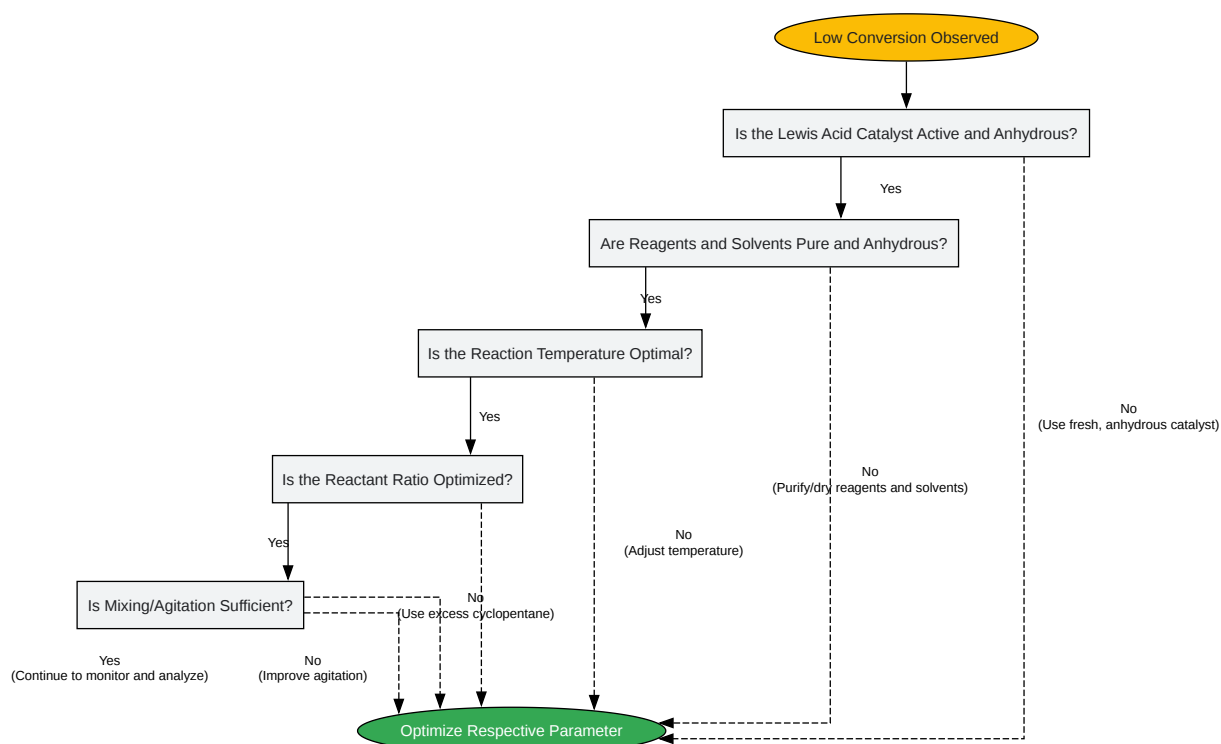 Low Conversion Observed
Is the Lewis Acid Catalyst Active and Anhydrous?
Yes
Are Reagents and Solvents Pure and Anhydrous?
Yes
Is the Reaction Temperature Optimal?
Yes
No
(Use fresh, anhydrous catalyst)
Is the Reactant Ratio Optimized?
No
(Purify/dry reagents and solvents)
Yes
No
(Adjust temperature)
Is Mixing/Agitation Sufficient?
No
(Use excess cyclopentane)
Yes
(Continue to monitor and analyze)
No
(Improve agitation)
Optimize Respective Parameter